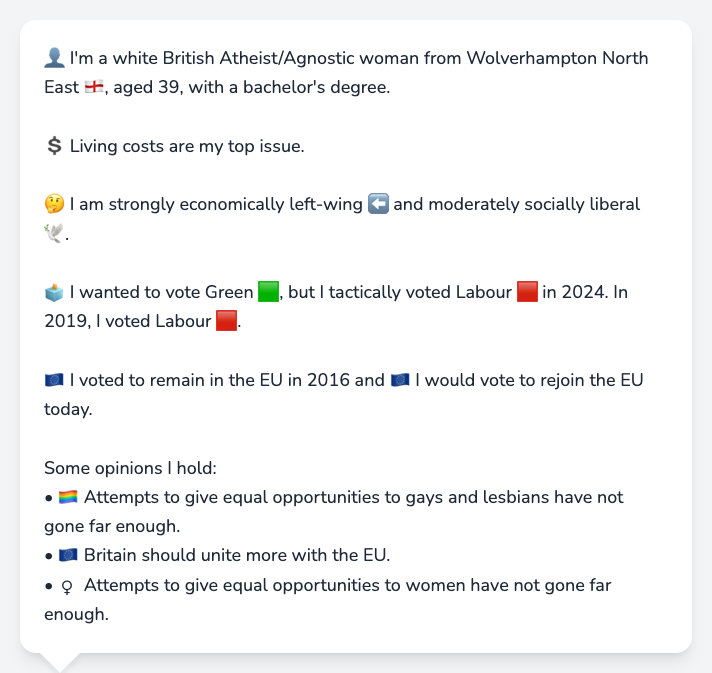 👤 I'm a white British Atheist/Agnostic woman from Wolverhampton North
East 🏴󠁧󠁢󠁥󠁮󠁧󠁿, aged 39, with a bachelor's degree.
💲 Living costs are my top issue.
🤔 I am strongly economically left-wing ⬅️ and moderately socially liberal
🕊️.
🗳️ I wanted to vote Green 🟩, but I tactically voted Labour 🟥 in 2024. In
2019, I voted Labour 🟥.
🇪🇺 I voted to remain in the EU in 2016 and 🇪🇺 I would vote to rejoin the EU
today.
Some opinions I hold:
• 🏳️‍🌈 Attempts to give equal opportunities to gays and lesbians have not
gone far enough.
• 🇪🇺 Britain should unite more with the EU.
• ♀ Attempts to give equal opportunities to women have not gone far
enough.